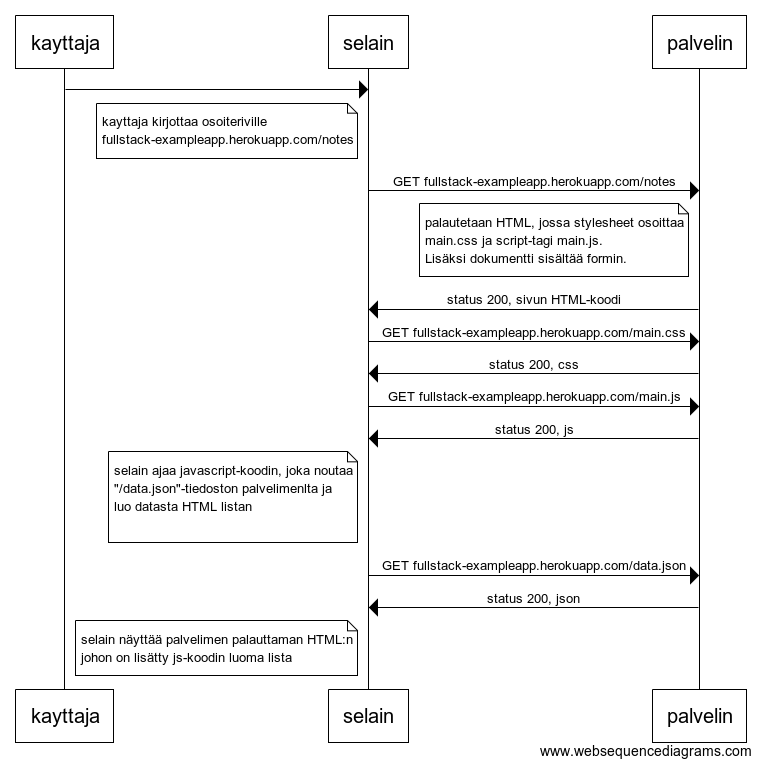 kayttaja
selain
palvelin
kayttaja kirjottaa osoiteriville
fullstack-exampleapp.herokuapp.com/notes
GET fullstack-exampleapp.herokuapp.com/notes
palautetaan HTML, jossa stylesheet osoittaa
main.css ja script-tagi main.js.
Lisäksi dokumentti sisältää formin.
status 200, sivun HTML-koodi
GET fullstack-exampleapp.herokuapp.com/main.css
status 200, css
GET fullstack-exampleapp.herokuapp.com/main.js
status 200, js
selain ajaa javascript-koodin, joka noutaa
"/data.json"-tiedoston palvelimenlta ja
luo datasta HTML listan
GET fullstack-exampleapp.herokuapp.com/data.json
status 200, json
selain näyttää palvelimen palauttaman HTML:n
johon on lisätty js-koodin luoma lista
kayttaja
selain
palvelin
www.websequencediagrams.com